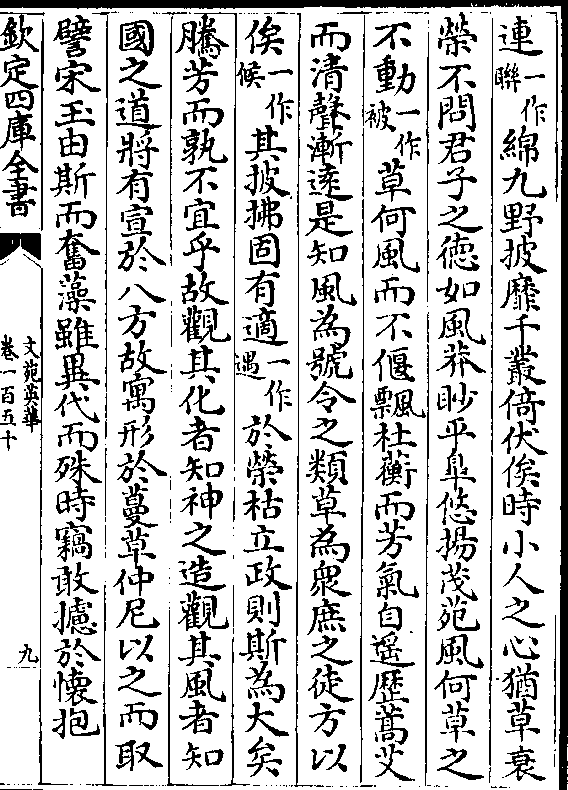 連一作聯綿九野披靡千叢倚伏俟時小人之心猶草衰
榮不問君子之德如風莽眇平臯悠揚茂苑風何草之
不動一作被草何風而不偃飄杜蘅而芳氣自遥歷蒿艾
而清聲漸逺是知風為號令之類草為衆庶之徒方以
俟一作候其披拂固有適一作遇於榮枯立政則斯為大矣
騰芳而孰不宜乎故觀其化者知神之造觀其風者知
國之道將有宣於八方故寓形於蔓草仲尼以之而取
譬宋玉由斯而奮藻雖異代而殊時竊敢攄於懐抱
欽定四庫全書
文苑英華
卷一百五十
九